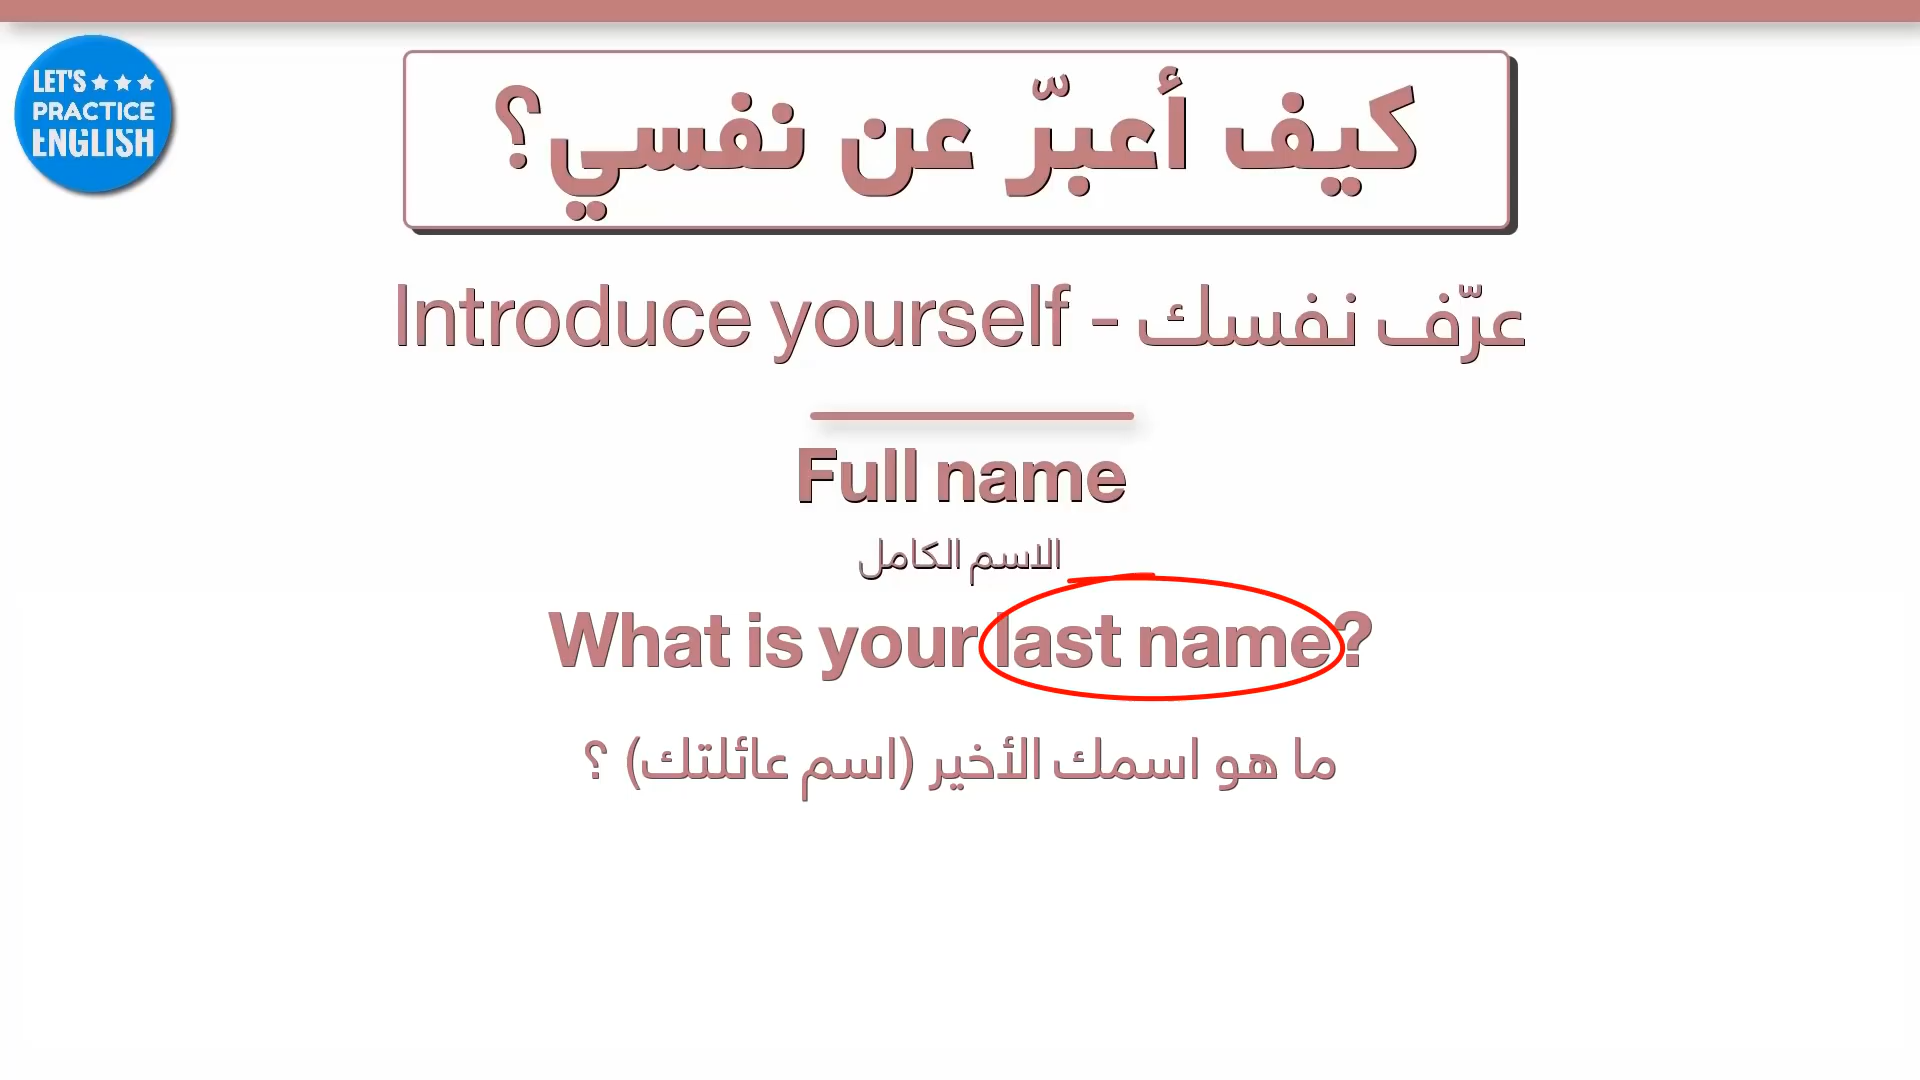 LET'S
PRACTICE
ENGLISH
كيف أعبّر عن نفسي؟
عرّف نفسك - Introduce yourself
Full name
الاسم الكامل
What is your last name?
ما هو اسمك الأخير (اسم عائلتك) ؟